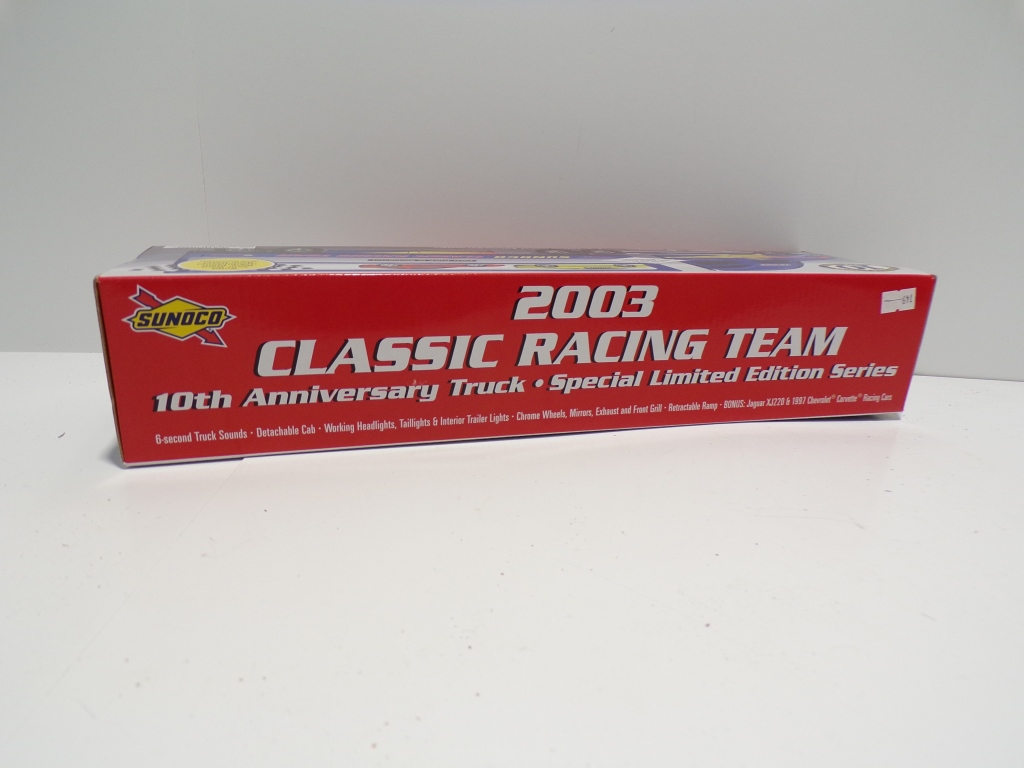 SUNOCO
2003
CLASSIC RACING TEAM
10th Anniversary Truck • Special Limited Edition Series
6-second Truck Sounds • Detachable Cab • Working Headlights, Taillights & Interior Trailer Lights • Chrome Wheels, Mirrors, Exhaust and Front Grill • Retractable Ramp • BONUS: Jaguar XJ220 & 1997 Chevrolet® Corvette® Racing Cars